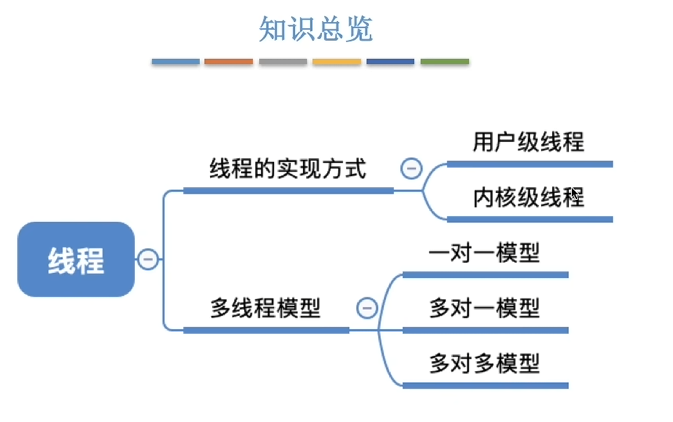 知识总览
线程
线程的实现方式
用户级线程
内核级线程
多线程模型
一对一模型
多对一模型
多对多模型